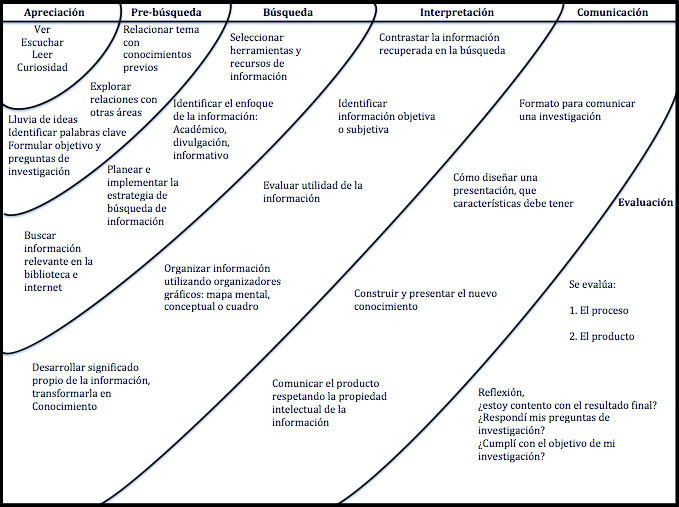 Apreciación
Pre-búsqueda
Búsqueda
Interpretación
Comunicación
Ver
Escuchar
Leer
Curiosidad
Relacionar tema
con
conocimientos
previos
Explorar
relaciones con
otras áreas
Lluvia de ideas
Identificar palabras clave
Formular objetivo y
preguntas de
investigación
Seleccionar
herramientas y
recursos de
información
Identificar el enfoque
de la información:
Académico,
divulgación,
informativo
Planear e
implementar la
estrategia de
búsqueda de
información
Buscar
información
relevante en la
biblioteca e
internet
Contrastar la información
recuperada en la búsqueda
Identificar
información objetiva
o subjetiva
Evaluar utilidad de la
información
Organizar información
utilizando organizadores
gráficos: mapa mental,
conceptual o cuadro
Desarrollar significado
propio de la información,
transformarla en
Conocimiento
Formato para comunicar
una investigación
Cómo diseñar una
presentación, que
características debe tener
Construir y presentar el nuevo
conocimiento
Comunicar el producto
respetando la propiedad
intelectual de la
información
Evaluación
Se evalúa:
1. El proceso
2. El producto
Reflexión,
¿estoy contento con el resultado final?
¿Respondí mis preguntas de
investigación?
¿Cumplí con el objetivo de mi
investigación?